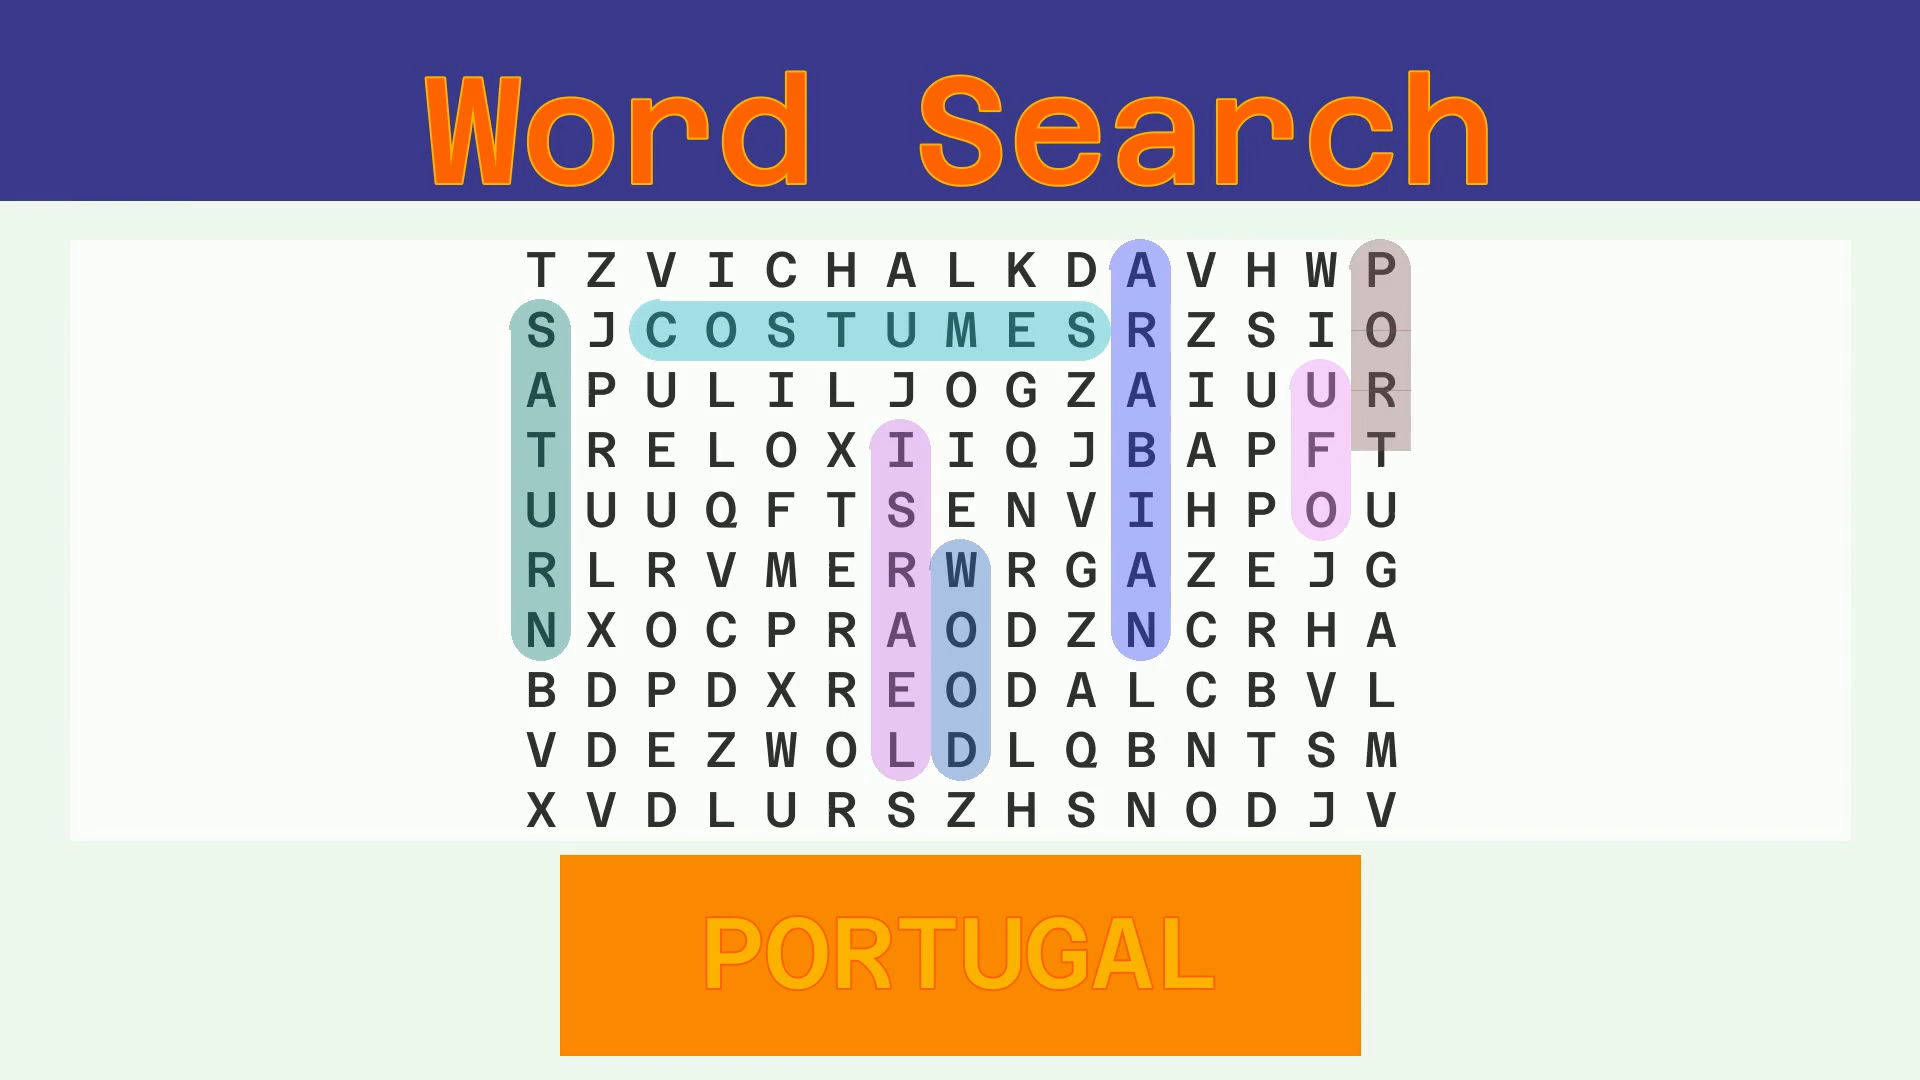 Word Search
T Z V I C H A L K D A V H W P
S J C O S T U M E S R Z S I O
A P U L I L J O G Z A I U U R
T R E L O X I I Q J B A P F T
U U U Q F T S E N V I H P O U
R L R V M E R W R G A Z E J G
N X O C P R A O D Z N C R H A
B D P D X R E O D A L C B V L
V D E Z W O L D L Q B N T S M
X V D L U R S Z H S N O D J V
PORTUGAL